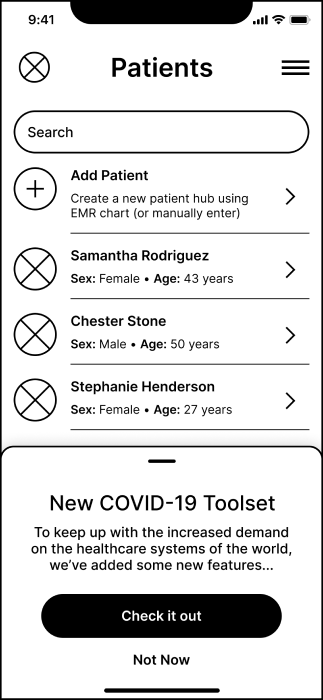 9:41
Patients
Search
Add Patient
Create a new patient hub using
EMR chart (or manually enter)
Samantha Rodriguez
Sex: Female • Age: 43 years
Chester Stone
Sex: Male • Age: 50 years
Stephanie Henderson
Sex: Female • Age: 27 years
New COVID-19 Toolset
To keep up with the increased demand
on the healthcare systems of the world,
we’ve added some new features...
Check it out
Not Now